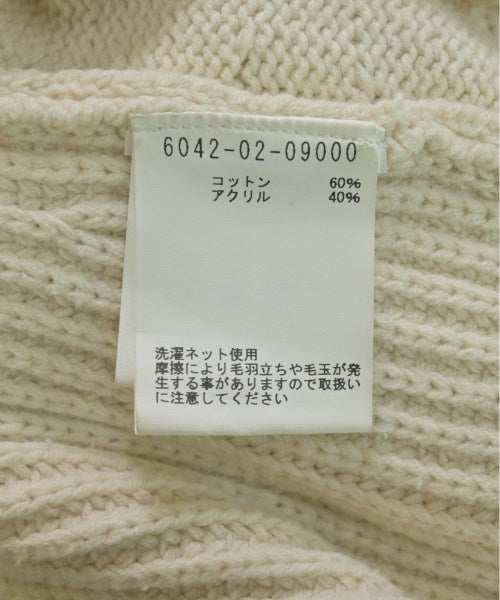 6042-02-09000
コットン 60%
アクリル 40%
洗濯ネット使用
摩擦により毛羽立ちや毛玉が発
生する事がありますので取扱い
に注意してください